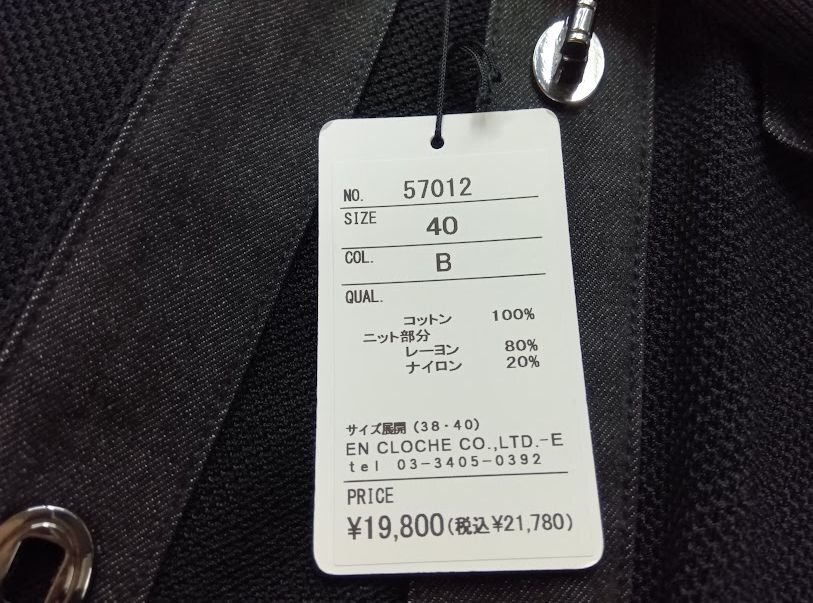 NO. 57012
SIZE 40
COL. B
QUAL.
コットン 100%
ニット部分
レーヨン 80%
ナイロン 20%
サイズ展開(38・40)
EN CLOCHE CO.,LTD.-E
tel 03-3405-0392
PRICE
¥19,800(税込¥21,780)